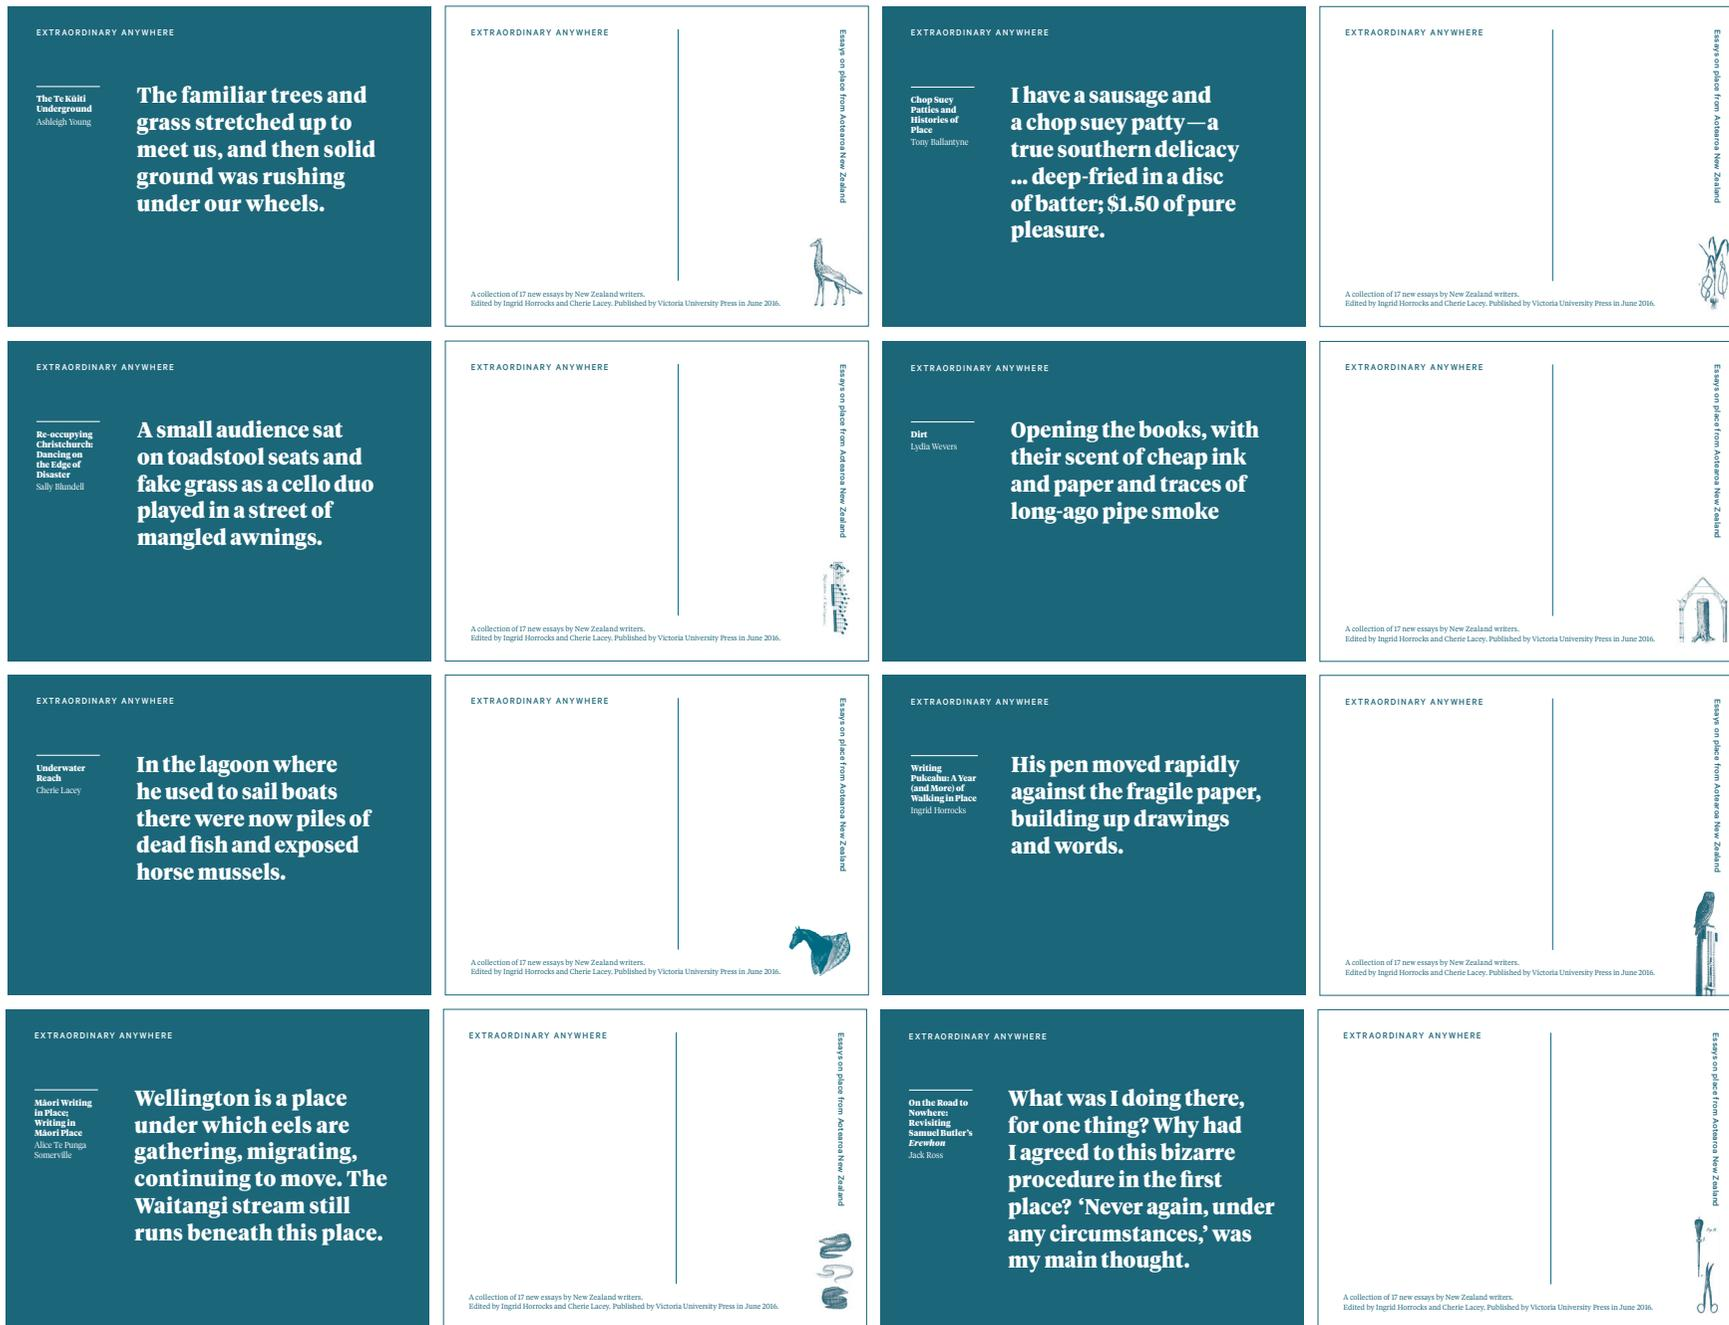 EXTRAORDINARY ANYWHERE
The Te Kūiti
Underground
Ashleigh Young
The familiar trees and
grass stretched up to
meet us, and then solid
ground was rushing
under our wheels.
EXTRAORDINARY ANYWHERE
Essays on place from Aotearoa New Zealand
A collection of 17 new essays by New Zealand writers.
Edited by Ingrid Horrocks and Cherie Lacey. Published by Victoria University Press in June 2016.
EXTRAORDINARY ANYWHERE
Chop Suey
Patties and
Histories of
Place
Tony Ballantyne
I have a sausage and
a chop suey patty—a
true southern delicacy
... deep-fried in a disc
of batter; $1.50 of pure
pleasure.
EXTRAORDINARY ANYWHERE
Essays on place from Aotearoa New Zealand
A collection of 17 new essays by New Zealand writers.
Edited by Ingrid Horrocks and Cherie Lacey. Published by Victoria University Press in June 2016.
EXTRAORDINARY ANYWHERE
Re-occupying
Christchurch:
Dancing on
the Edge of
Disaster
Sally Blundell
A small audience sat
on toadstool seats and
fake grass as a cello duo
played in a street of
mangled awnings.
EXTRAORDINARY ANYWHERE
Essays on place from Aotearoa New Zealand
A collection of 17 new essays by New Zealand writers.
Edited by Ingrid Horrocks and Cherie Lacey. Published by Victoria University Press in June 2016.
EXTRAORDINARY ANYWHERE
Dirt
Lydia Wevers
Opening the books, with
their scent of cheap ink
and paper and traces of
long-ago pipe smoke
EXTRAORDINARY ANYWHERE
Essays on place from Aotearoa New Zealand
A collection of 17 new essays by New Zealand writers.
Edited by Ingrid Horrocks and Cherie Lacey. Published by Victoria University Press in June 2016.
EXTRAORDINARY ANYWHERE
Underwater
Reach
Cherie Lacey
In the lagoon where
he used to sail boats
there were now piles of
dead fish and exposed
horse mussels.
EXTRAORDINARY ANYWHERE
Essays on place from Aotearoa New Zealand
A collection of 17 new essays by New Zealand writers.
Edited by Ingrid Horrocks and Cherie Lacey. Published by Victoria University Press in June 2016.
EXTRAORDINARY ANYWHERE
Writing
Pukeahu: A Year
(and More) of
Walking in Place
Ingrid Horrocks
His pen moved rapidly
against the fragile paper,
building up drawings
and words.
EXTRAORDINARY ANYWHERE
Essays on place from Aotearoa New Zealand
A collection of 17 new essays by New Zealand writers.
Edited by Ingrid Horrocks and Cherie Lacey. Published by Victoria University Press in June 2016.
EXTRAORDINARY ANYWHERE
Māori Writing
in Place;
Writing in
Māori Place
Alice Te Punga
Somerville
Wellington is a place
under which eels are
gathering, migrating,
continuing to move. The
Waitangi stream still
runs beneath this place.
EXTRAORDINARY ANYWHERE
Essays on place from Aotearoa New Zealand
A collection of 17 new essays by New Zealand writers.
Edited by Ingrid Horrocks and Cherie Lacey. Published by Victoria University Press in June 2016.
EXTRAORDINARY ANYWHERE
On the Road to
Nowhere:
Revisiting
Samuel Butler's
Erewhon
Jack Ross
What was I doing there,
for one thing? Why had
I agreed to this bizarre
procedure in the first
place? ‘Never again, under
any circumstances,’ was
my main thought.
EXTRAORDINARY ANYWHERE
Essays on place from Aotearoa New Zealand
A collection of 17 new essays by New Zealand writers.
Edited by Ingrid Horrocks and Cherie Lacey. Published by Victoria University Press in June 2016.